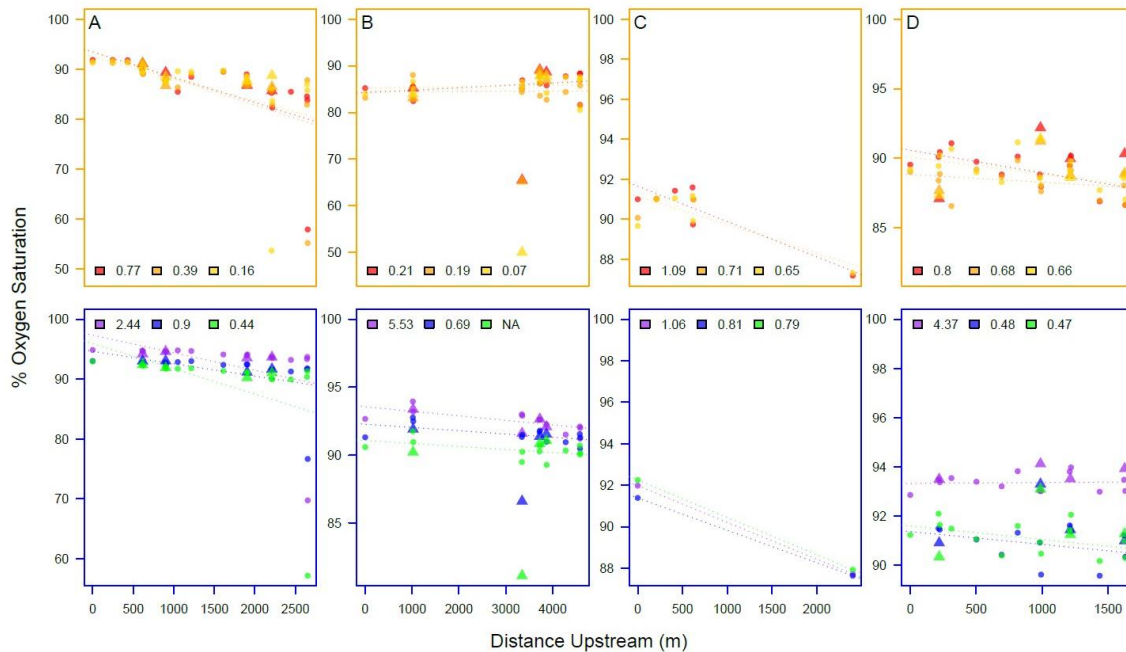 A
B
C
D
100
90
80
70
60
50
0.77 0.39 0.16
100
90
80
70
60
50
0.21 0.19 0.07
100
98
96
94
92
90
88
1.09 0.71 0.65
100
95
90
85
0.8 0.68 0.66
% Oxygen Saturation
100
90
80
70
60
2.44 0.9 0.44
0 500 1000 1500 2000 2500
100
95
90
85
5.53 0.69 NA
0 1000 2000 3000 4000
100
98
96
94
92
90
88
1.06 0.81 0.79
0 500 1000 1500 2000
100
98
96
94
92
90
4.37 0.48 0.47
0 500 1000 1500
Distance Upstream (m)